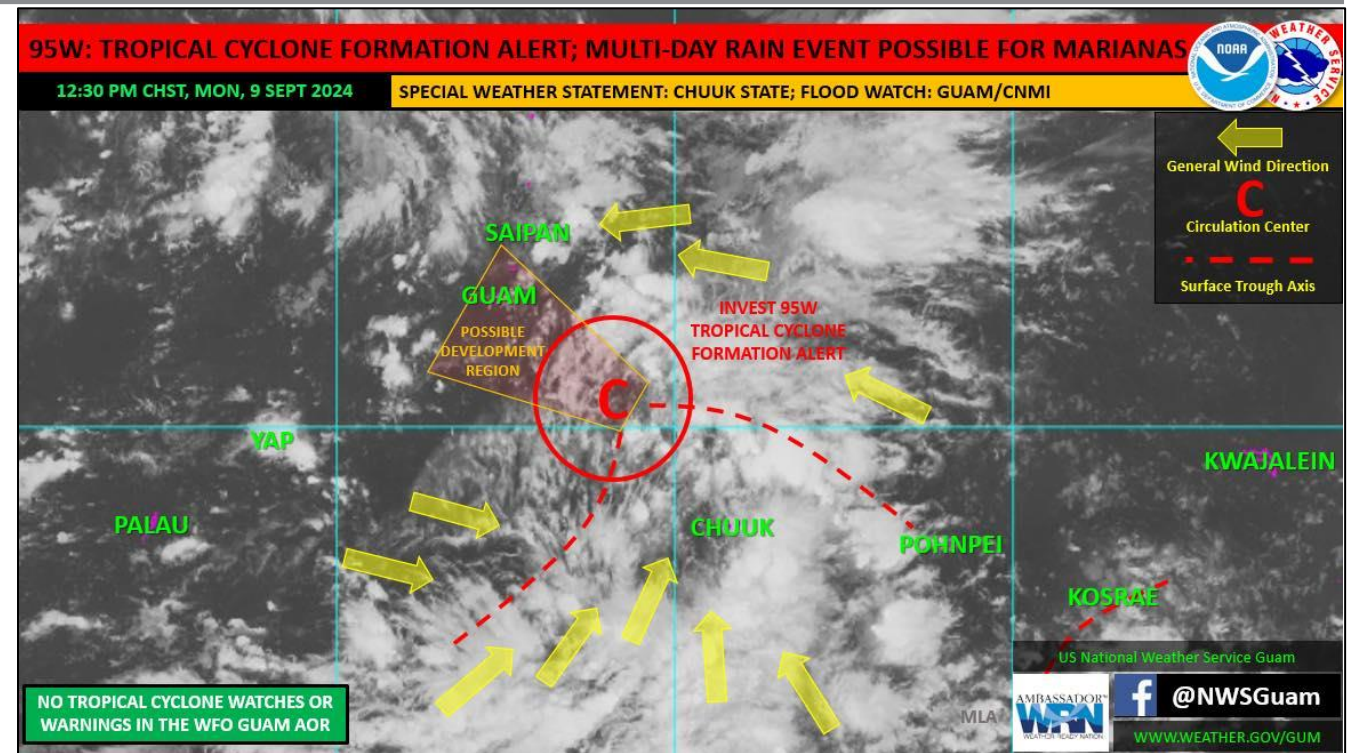 95W: TROPICAL CYCLONE FORMATION ALERT; MULTI-DAY RAIN EVENT POSSIBLE FOR MARIANAS
NOAA
WEATHER SERVICE
12:30 PM CHST, MON, 9 SEPT 2024
SPECIAL WEATHER STATEMENT: CHUUK STATE; FLOOD WATCH: GUAM/CNMI
General Wind Direction
C
Circulation Center
Surface Trough Axis
SAIPAN
GUAM
POSSIBLE
DEVELOPMENT
REGION
INVEST 95W
TROPICAL CYCLONE
FORMATION ALERT
C
YAP
KWAJALEIN
PALAU
CHUUK
POHNPEI
KOSRAE
US National Weather Service Guam
NO TROPICAL CYCLONE WATCHES OR
WARNINGS IN THE WFO GUAM AOR
MLA
AMBASSADOR
WRN
WEATHER-READY NATION
f
@NWSGuam
WWW.WEATHER.GOV/GUM